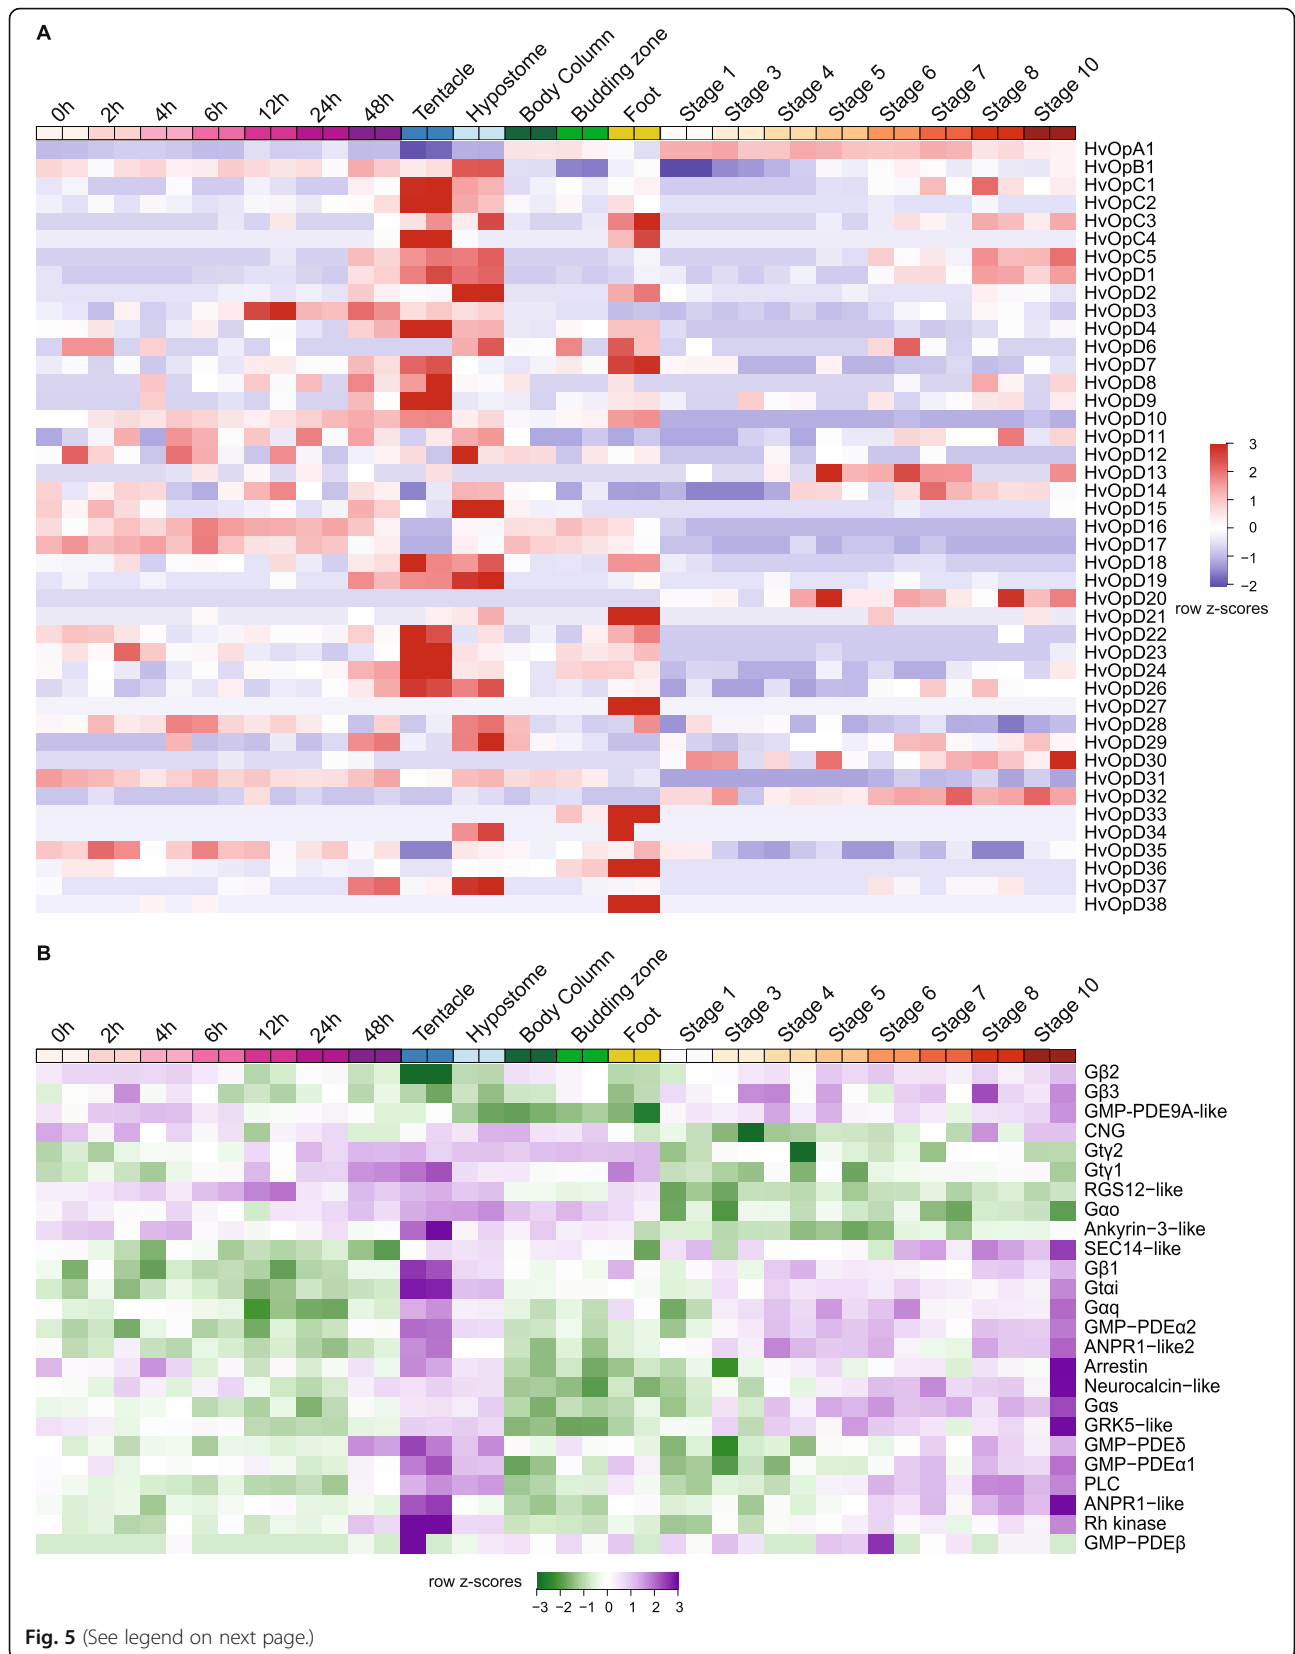 A
0h 2h 4h 6h 12h 24h 48h Tentacle Hypostome Body Column Budding zone Foot Stage 1 Stage 3 Stage 4 Stage 5 Stage 6 Stage 7 Stage 8 Stage 10
HvOpA1
HvOpB1
HvOpC1
HvOpC2
HvOpC3
HvOpC4
HvOpC5
HvOpD1
HvOpD2
HvOpD3
HvOpD4
HvOpD6
HvOpD7
HvOpD8
HvOpD9
HvOpD10
HvOpD11
HvOpD12
HvOpD13
HvOpD14
HvOpD15
HvOpD16
HvOpD17
HvOpD18
HvOpD19
HvOpD20
HvOpD21
HvOpD22
HvOpD23
HvOpD24
HvOpD26
HvOpD27
HvOpD28
HvOpD29
HvOpD30
HvOpD31
HvOpD32
HvOpD33
HvOpD34
HvOpD35
HvOpD36
HvOpD37
HvOpD38
3
2
1
0
−1
−2
row z-scores
B
0h 2h 4h 6h 12h 24h 48h Tentacle Hypostome Body Column Budding zone Foot Stage 1 Stage 3 Stage 4 Stage 5 Stage 6 Stage 7 Stage 8 Stage 10
Gβ2
Gβ3
GMP-PDE9A-like
CNG
Gtγ2
Gtγ1
RGS12−like
Gαo
Ankyrin−3−like
SEC14−like
Gβ1
Gtαi
Gαq
GMP−PDEα2
ANPR1−like2
Arrestin
Neurocalcin−like
Gαs
GRK5−like
GMP−PDEδ
GMP−PDEα1
PLC
ANPR1−like
Rh kinase
GMP−PDEβ
row z-scores
−3 −2 −1 0 1 2 3
Fig. 5 (See legend on next page.)